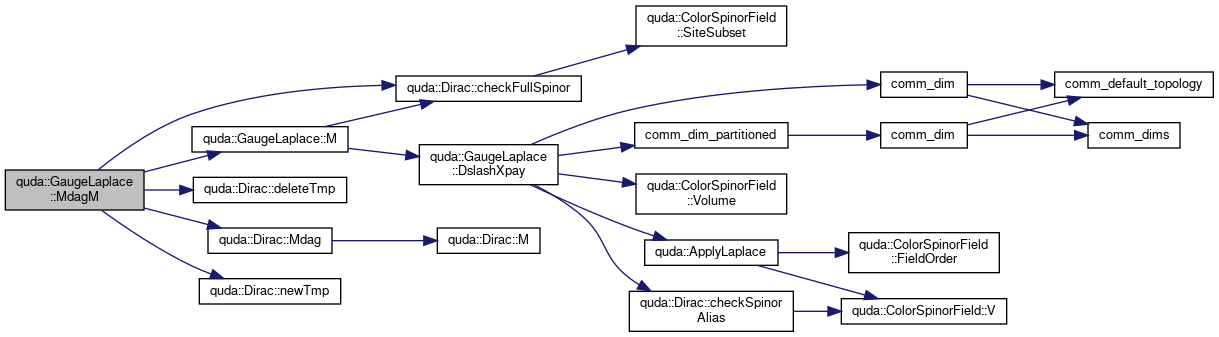 quda::GaugeLaplace
::MdagM
quda::Dirac::checkFullSpinor
quda::GaugeLaplace::M
quda::Dirac::deleteTmp
quda::Dirac::Mdag
quda::Dirac::newTmp
quda::ColorSpinorField
::SiteSubset
quda::GaugeLaplace
::DslashXpay
quda::Dirac::M
comm_dim
comm_dim_partitioned
quda::ColorSpinorField
::Volume
quda::ApplyLaplace
quda::Dirac::checkSpinor
Alias
comm_dim
quda::ColorSpinorField
::FieldOrder
quda::ColorSpinorField::V
comm_default_topology
comm_dims